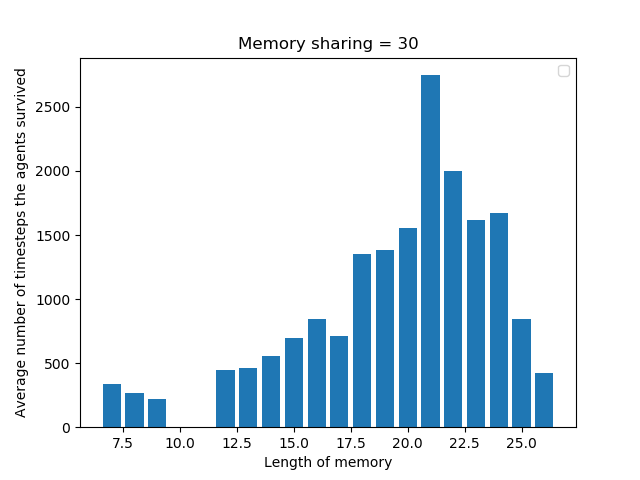 Memory sharing = 30
Average number of timesteps the agents survived
2500
2000
1500
1000
500
0
7.5 10.0 12.5 15.0 17.5 20.0 22.5 25.0
Length of memory